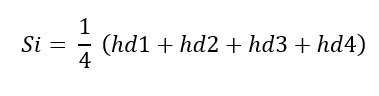 Si = 1/4 (hd1 + hd2 + hd3 + hd4)